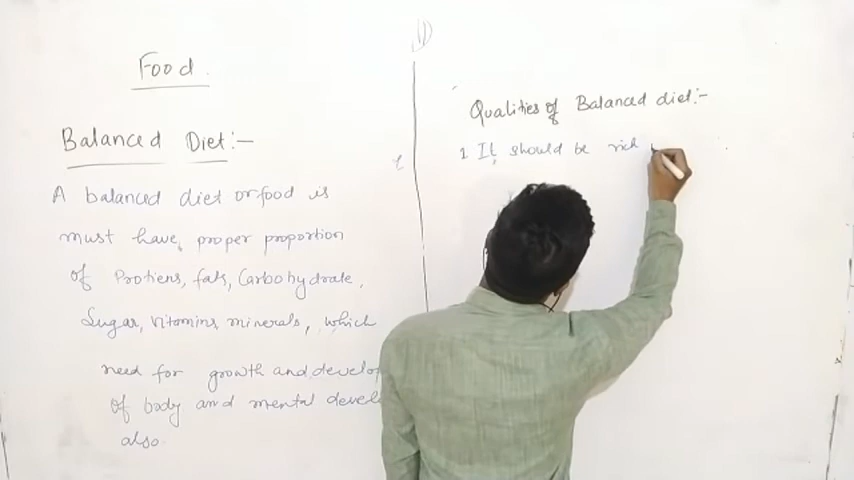 Food.
Balanced Diet:-
A balanced diet or food is
must have, proper proportion
of Protiens, fats, Carbohydrate,
Sugar, vitamins, minerals, which
need for growth and develop
of body and mental devel
also.
Qualities of Balanced diet:-
1. It, should be rich